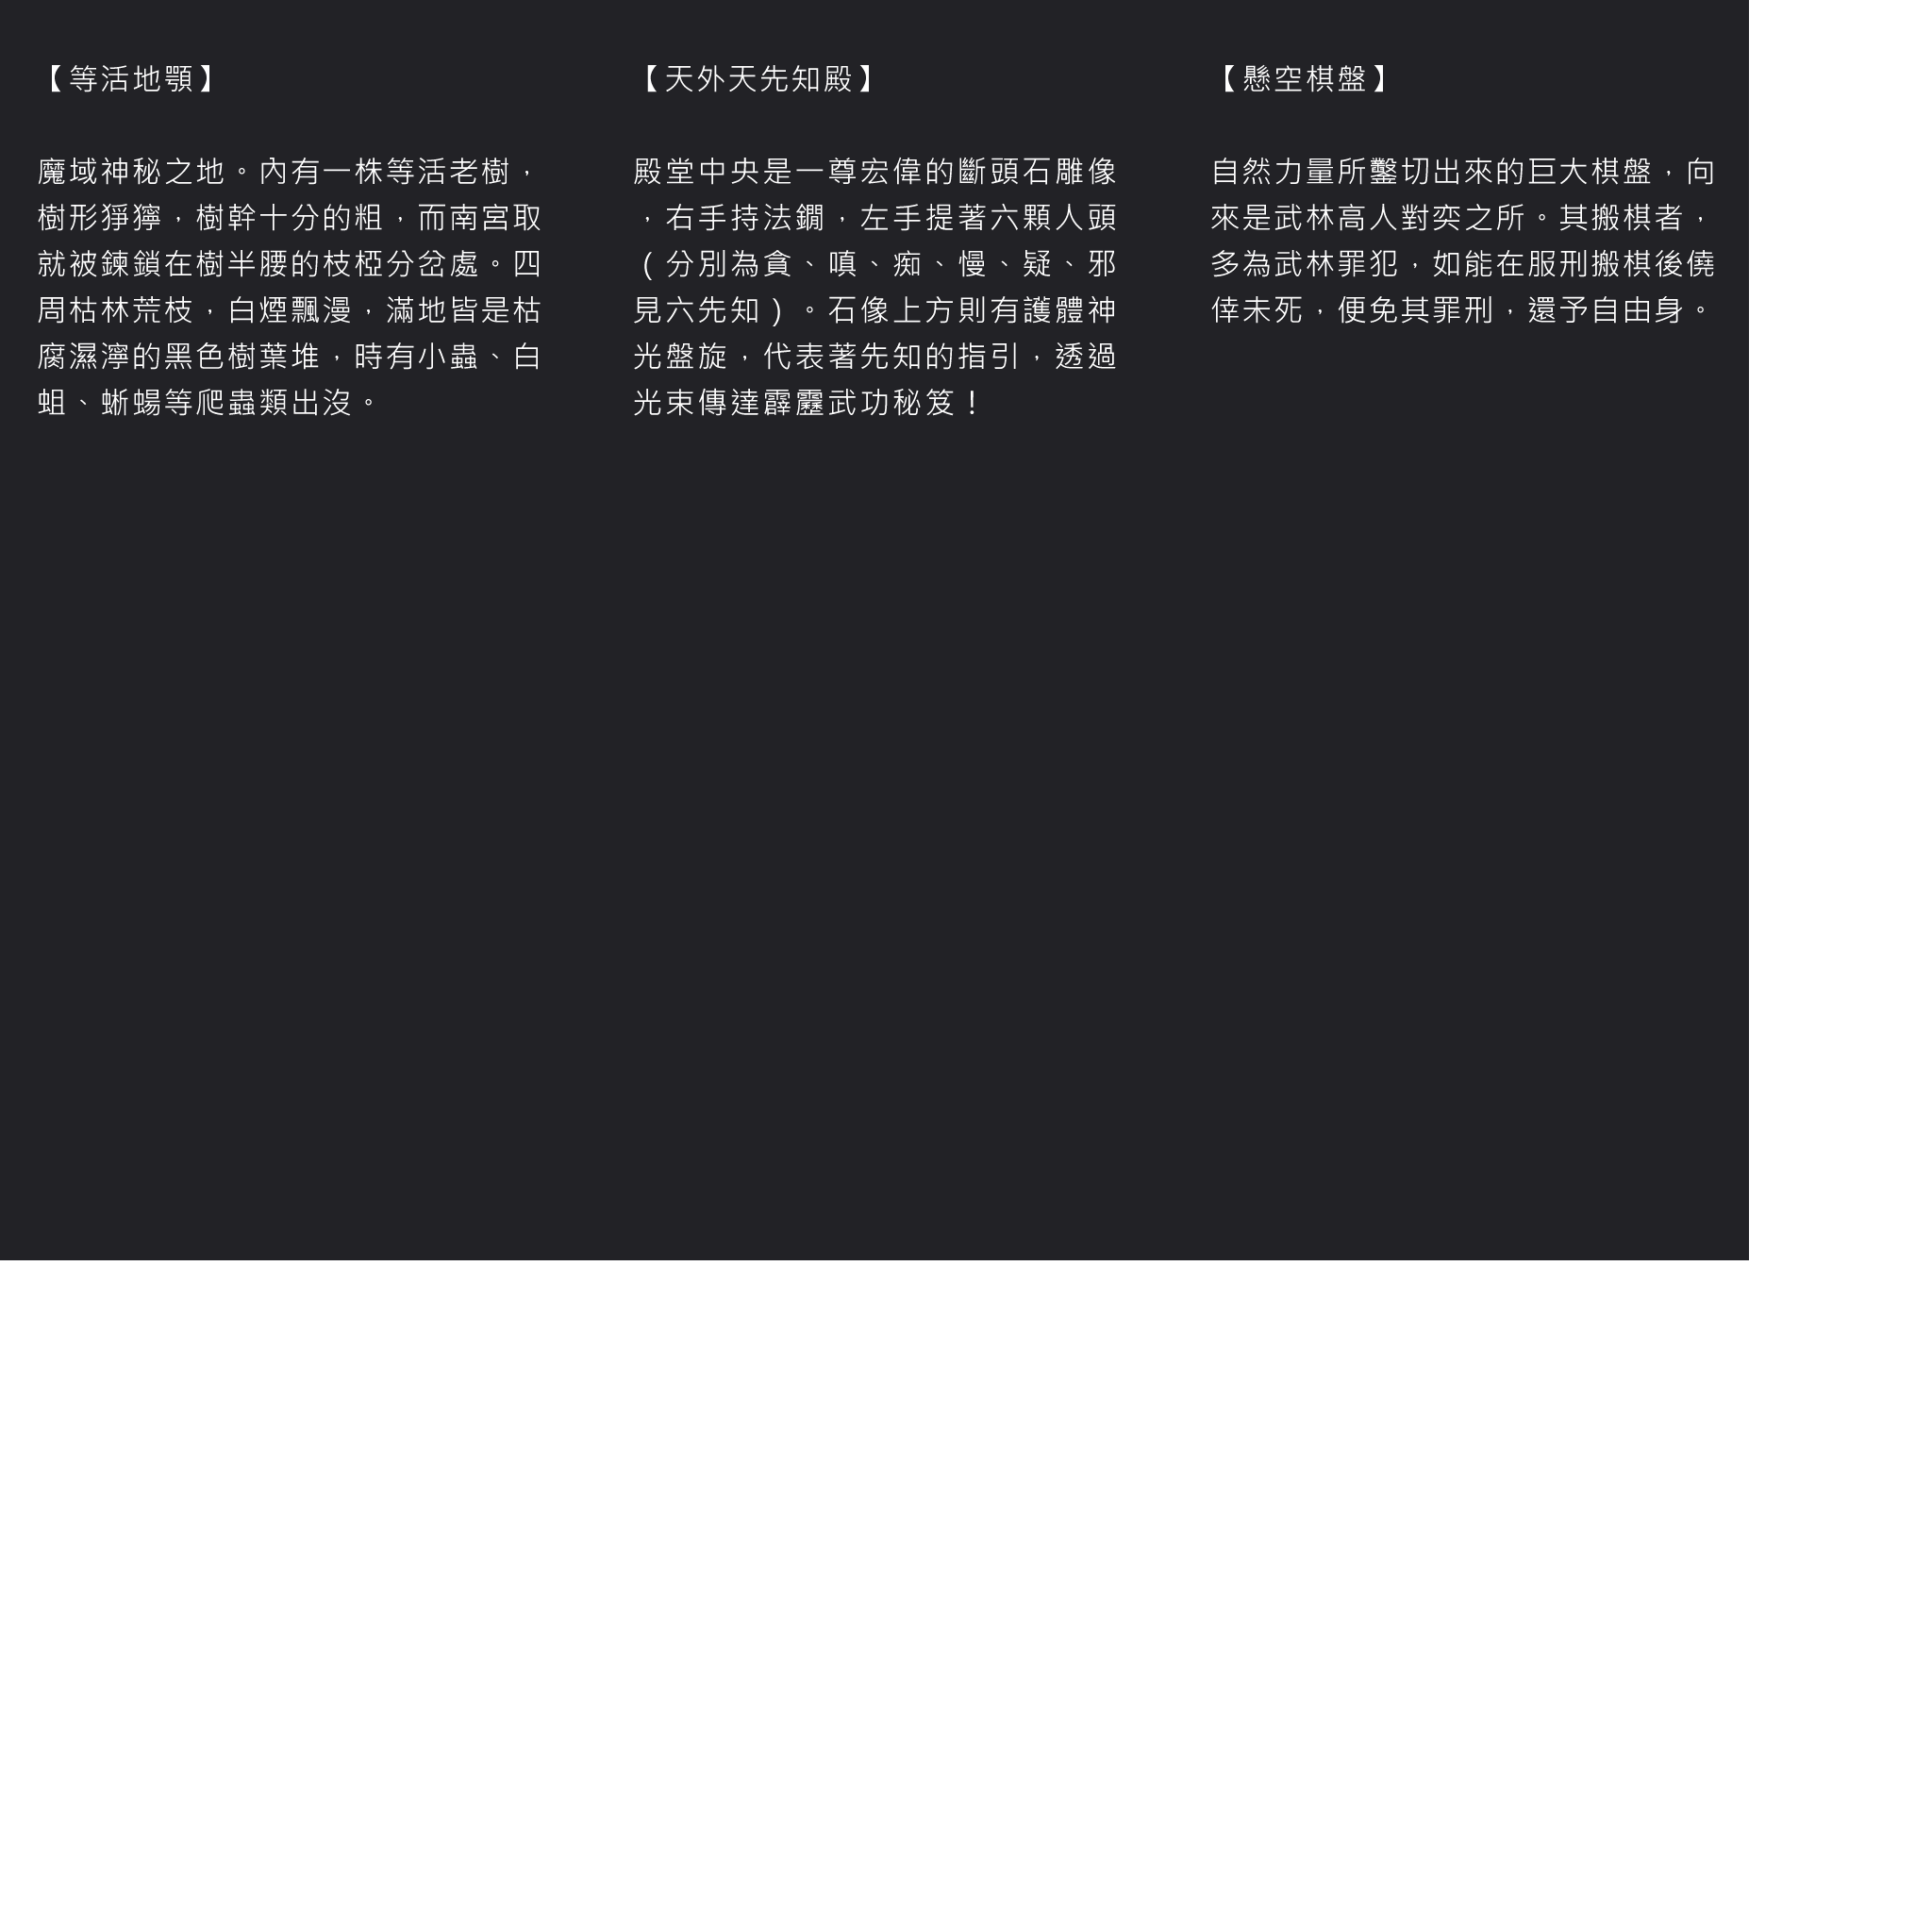 【等活地顎】
魔域神秘之地。內有一株等活老樹，
樹形猙獰，樹幹十分的粗，而南宮取
就被鍊鎖在樹半腰的枝椏分岔處。四
周枯林荒枝，白煙飄漫，滿地皆是枯
腐濕濘的黑色樹葉堆，時有小蟲、白
蛆、蜥蝪等爬蟲類出沒。
【天外天先知殿】
殿堂中央是一尊宏偉的斷頭石雕像
，右手持法鐗，左手提著六顆人頭
（分別為貪、嗔、痴、慢、疑、邪
見六先知）。石像上方則有護體神
光盤旋，代表著先知的指引，透過
光束傳達霹靂武功秘笈！
【懸空棋盤】
自然力量所鑿切出來的巨大棋盤，向
來是武林高人對奕之所。其搬棋者，
多為武林罪犯，如能在服刑搬棋後僥
倖未死，便免其罪刑，還予自由身。